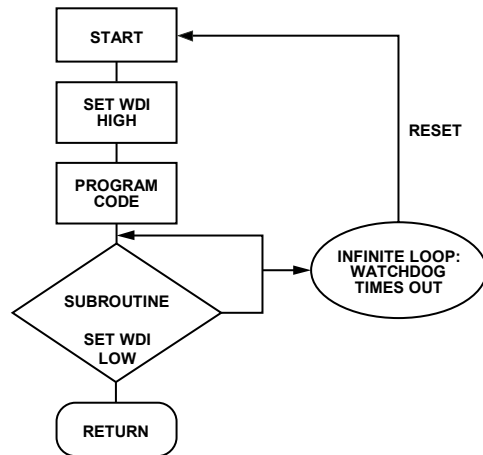 START
SET WDI
HIGH
RESET
PROGRAM
CODE
INFINITE LOOP:
WATCHDOG
TIMES OUT
SUBROUTINE
SET WDI
LOW
RETURN